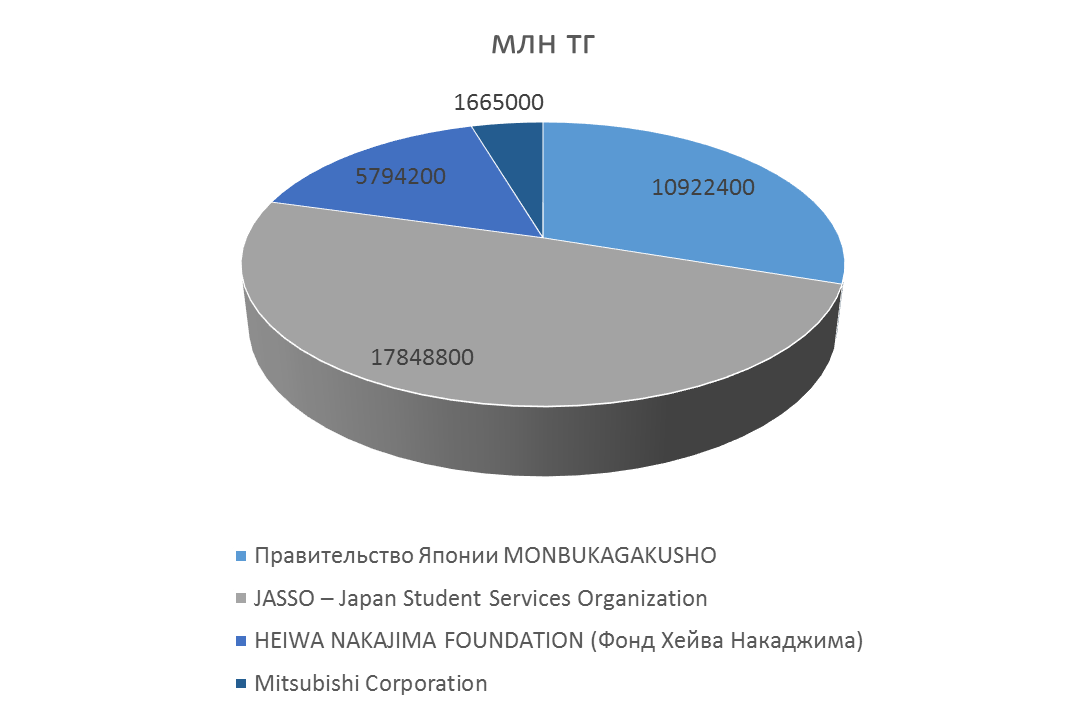 млн тг
1665000
5794200
10922400
17848800
Правительство Японии MONBUKAGAKUSHO
JASSO – Japan Student Services Organization
HEIWA NAKAJIMA FOUNDATION (Фонд Хейва Накаджима)
Mitsubishi Corporation